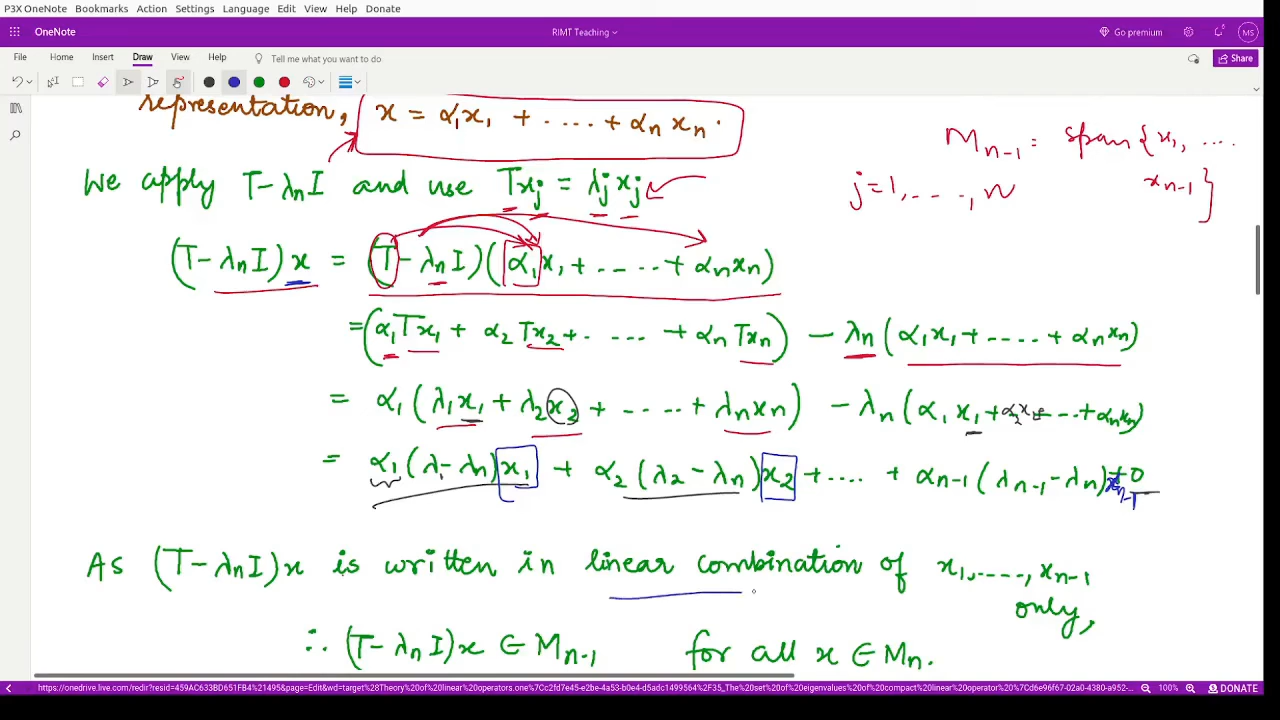 P3X OneNote Bookmarks Action Settings Language Edit View Help Donate
OneNote RIMT Teaching Go premium MS
File Home Insert Draw View Help Tell me what you want to do Share
representation, x = α₁x₁ + ..... + αₙxₙ.
Mₙ₋₁ = span{x₁, ....
xₙ₋₁}
We apply T-λₙI and use Txⱼ = λⱼxⱼ
j=1,....,n
(T-λₙI)x = (T-λₙI)(α₁x₁+.....+αₙxₙ)
=(α₁Tx₁+ α₂Tx₂+. .... + αₙTxₙ) - λₙ(α₁x₁+.....+αₙxₙ)
= α₁(λ₁x₁+λ₂x₂+.....+λₙxₙ) - λₙ(α₁x₁+α₂x₂+...+αₙxₙ)
= α₁(λ₁-λₙ)x₁ + α₂(λ₂-λₙ)x₂+....+ αₙ₋₁(λₙ₋₁-λₙ)xₙ₋₁+0
As (T-λₙI)x is written in linear combination of x₁,....,xₙ₋₁
only,
∴ (T-λₙI)x ∈ Mₙ₋₁ for all x ∈ Mₙ.
100% DONATE